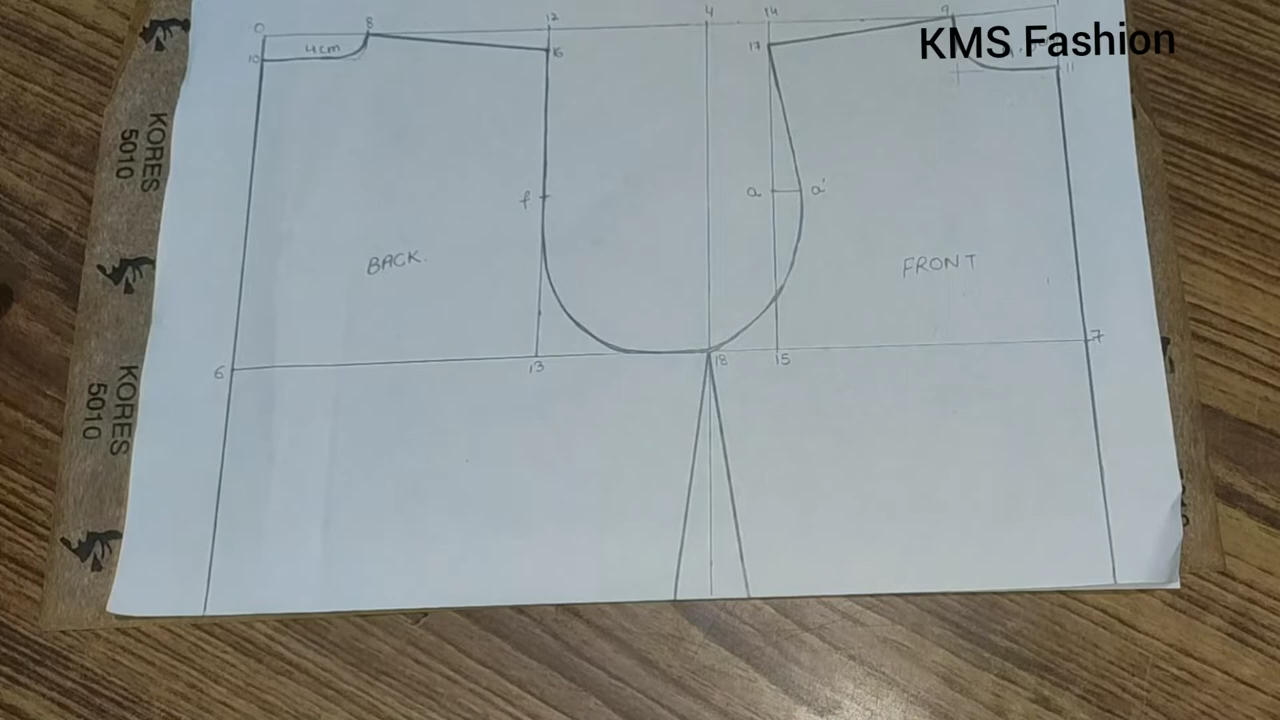 KMS Fashion
0
8
12
4
14
9
10
4cm
16
17
11
f
a
a'
BACK.
FRONT
6
13
18
15
7
KORES
5010
KORES
5010